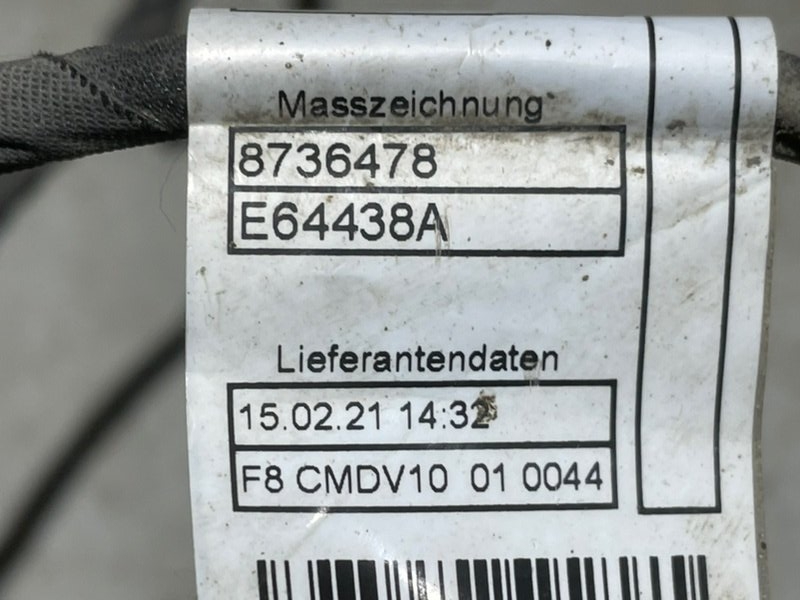 Masszeichnung
8736478
E64438A
Lieferantendaten
15.02.21 14:32
F8 CMDV10 01 0044